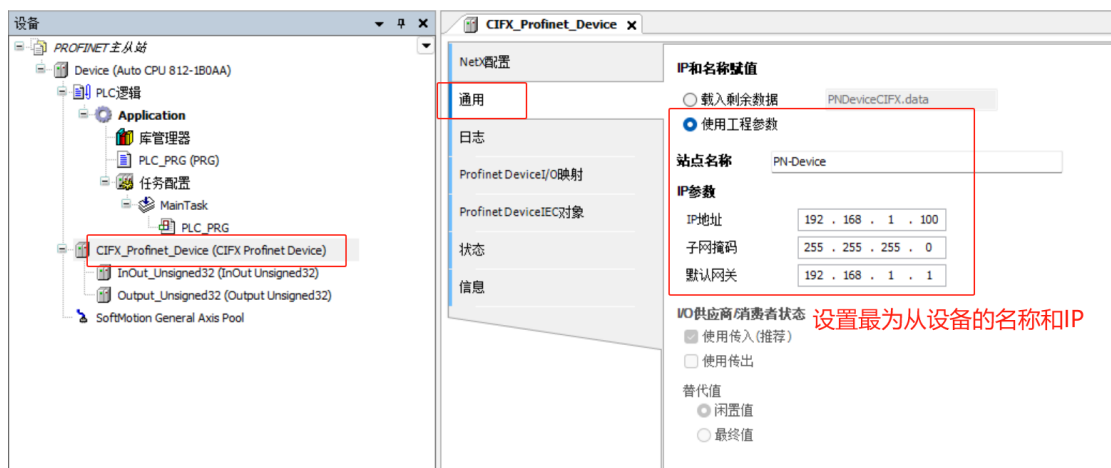 设备
PROFINET主从站
Device (Auto CPU 812-1B0AA)
PLC逻辑
Application
库管理器
PLC_PRG (PRG)
任务配置
MainTask
PLC_PRG
CIFX_Profinet_Device (CIFX Profinet Device)
InOut_Unsigned32 (InOut Unsigned32)
Output_Unsigned32 (Output Unsigned32)
SoftMotion General Axis Pool
CIFX_Profinet_Device
NetX配置
通用
日志
Profinet DeviceI/O映射
Profinet DeviceIEC对象
状态
信息
IP和名称赋值
载入剩余数据 PNDeviceCIFX.data
使用工程参数
站点名称 PN-Device
IP参数
IP地址 192 . 168 . 1 . 100
子网掩码 255 . 255 . 255 . 0
默认网关 192 . 168 . 1 . 1
I/O供应商/消费者状态
设置最为从设备的名称和IP
使用传入(推荐)
使用传出
替代值
闲置值
最终值